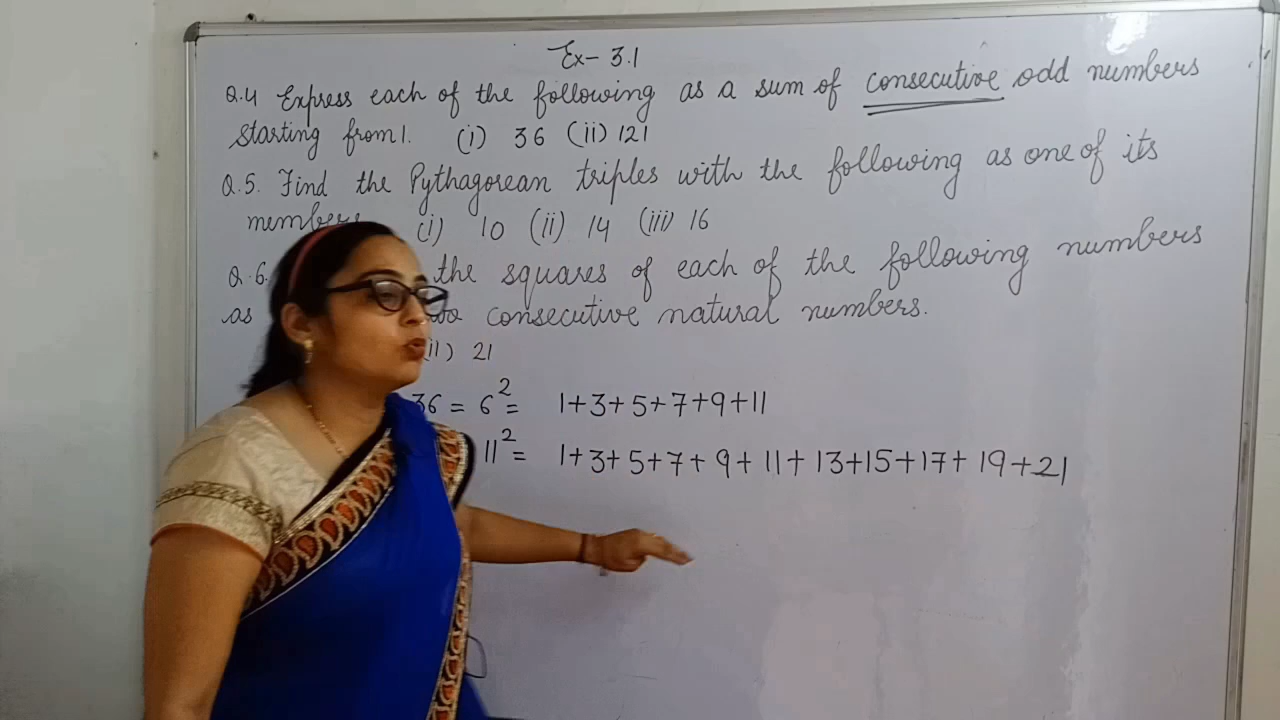 Ex- 3.1
Q.4 Express each of the following as a sum of consecutive odd numbers
starting from 1. (i) 36 (ii) 121
Q.5. Find the Pythagorean triples with the following as one of its
members. (i) 10 (ii) 14 (iii) 16
Q.6 the squares of each of the following numbers
as two consecutive natural numbers.
(ii) 21
36 = 6² = 1+3+5+7+9+11
11² = 1+3+5+7+9+11+13+15+17+19+21